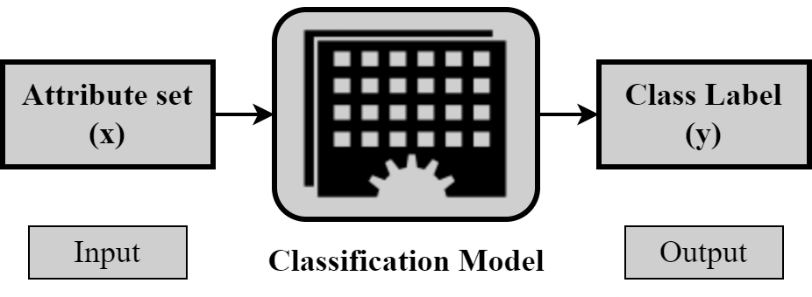 Attribute set
(x)
Class Label
(y)
Input
Classification Model
Output